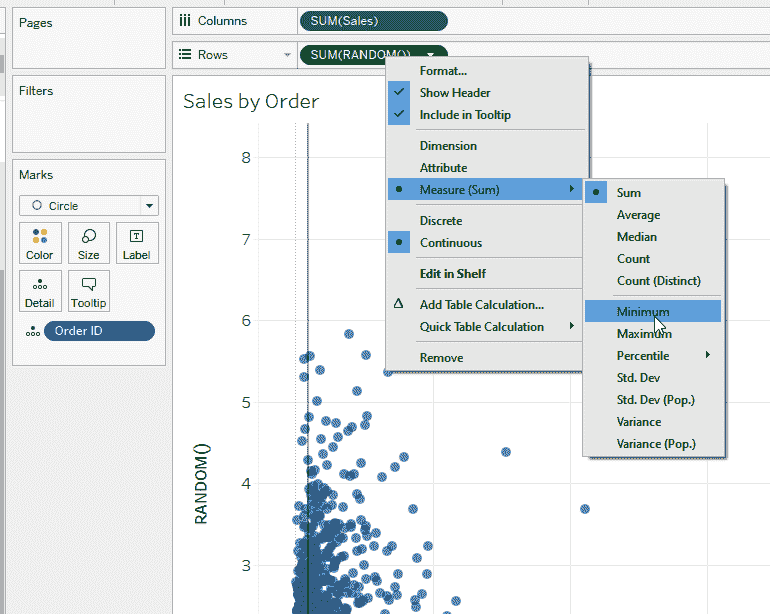 Pages
Columns
SUM(Sales)
Rows
SUM(RANDOM())
Filters
Marks
Circle
Color
Size
Label
Detail
Tooltip
Order ID
Sales by Order
8
7
6
5
4
3
RANDOM()
Format...
Show Header
Include in Tooltip
Dimension
Attribute
Measure (Sum)
Discrete
Continuous
Edit in Shelf
Add Table Calculation...
Quick Table Calculation
Remove
Sum
Average
Median
Count
Count (Distinct)
Minimum
Maximum
Percentile
Std. Dev
Std. Dev (Pop.)
Variance
Variance (Pop.)